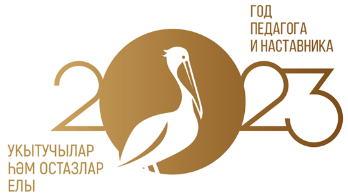 ГОД
ПЕДАГОГА
И НАСТАВНИКА
2023
УКЫТУЧЫЛАР
ҺӘМ ОСТАЗЛАР
ЕЛЫ